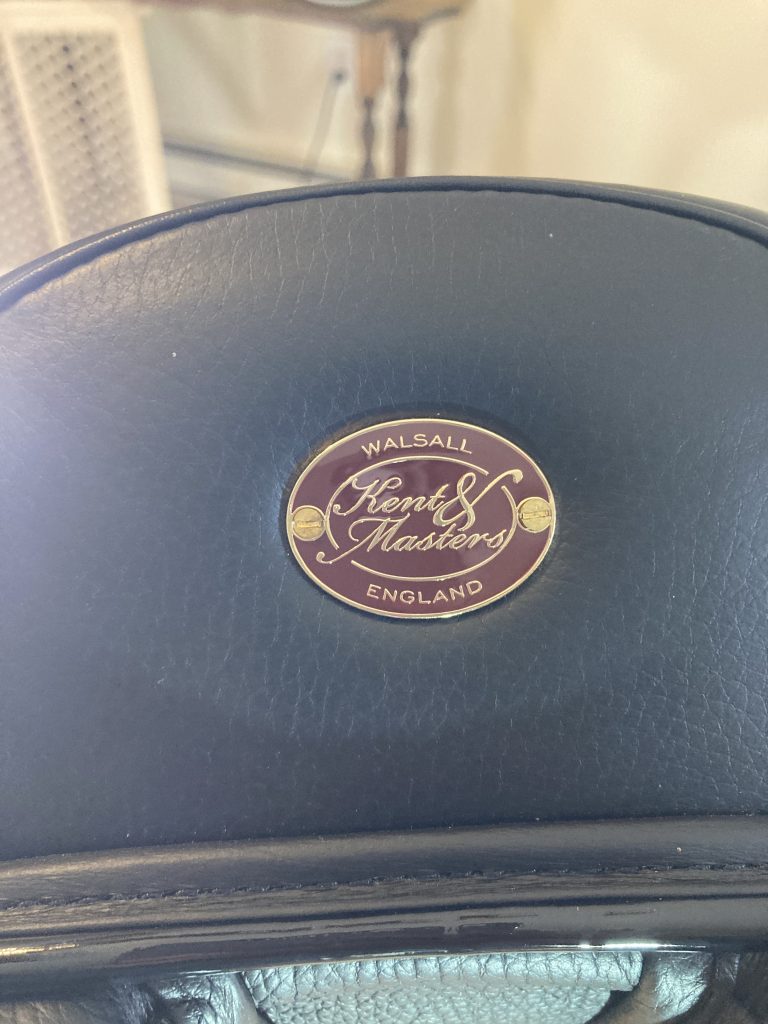 WALSALL
Kent &
Masters
ENGLAND